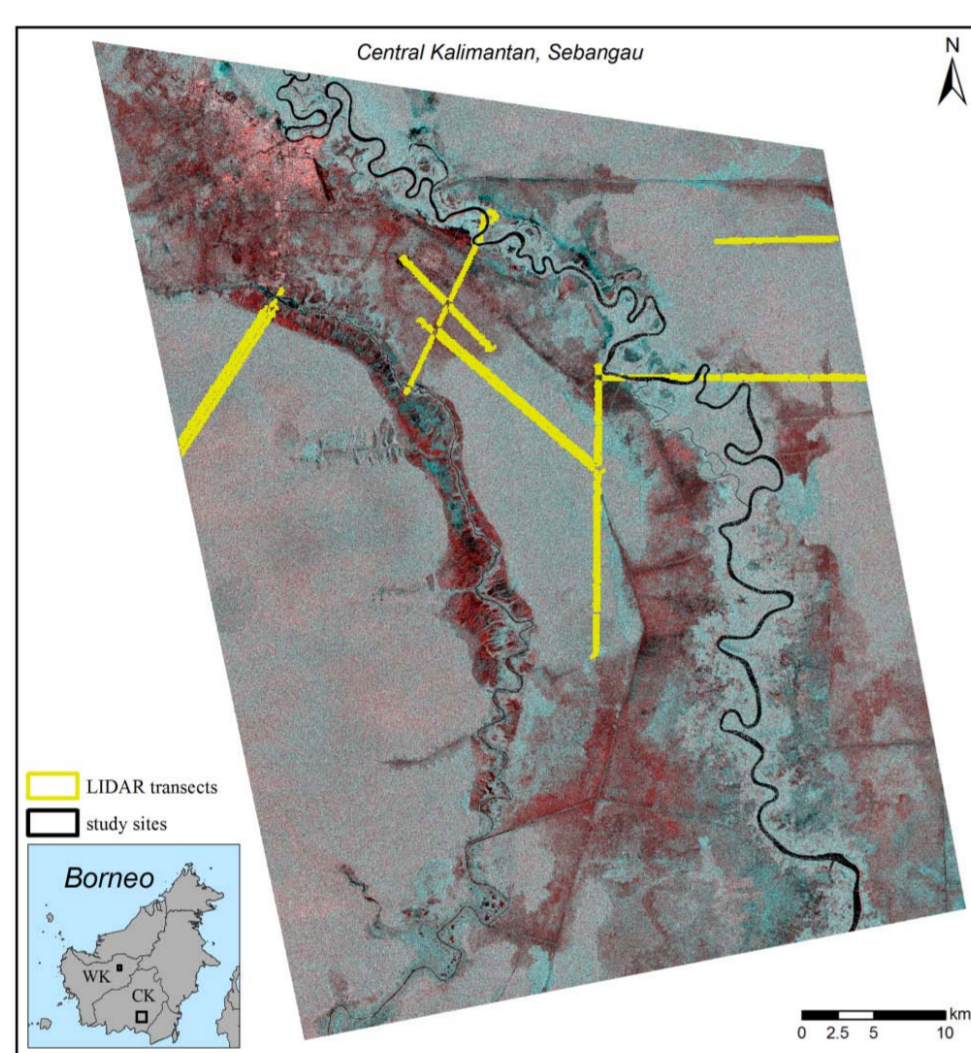 Central Kalimantan, Sebangau
N
LIDAR transects
study sites
Borneo
WK
CK
km
0 2.5 5 10